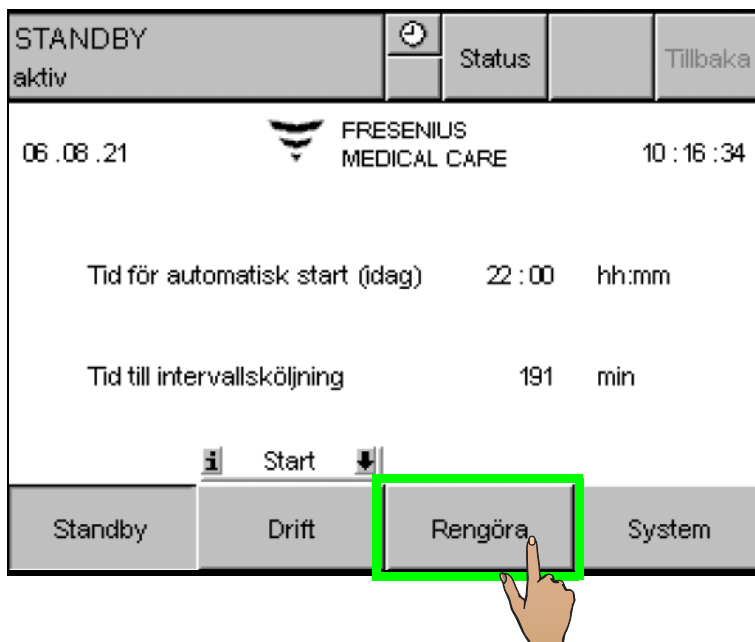 STANDBY
aktiv
Status
Tillbaka
06.08.21
FRESENIUS
MEDICAL CARE
10:16:34
Tid för automatisk start (idag) 22:00 hh:mm
Tid till intervallsköljning 191 min
i Start
Standby
Drift
Rengöra
System